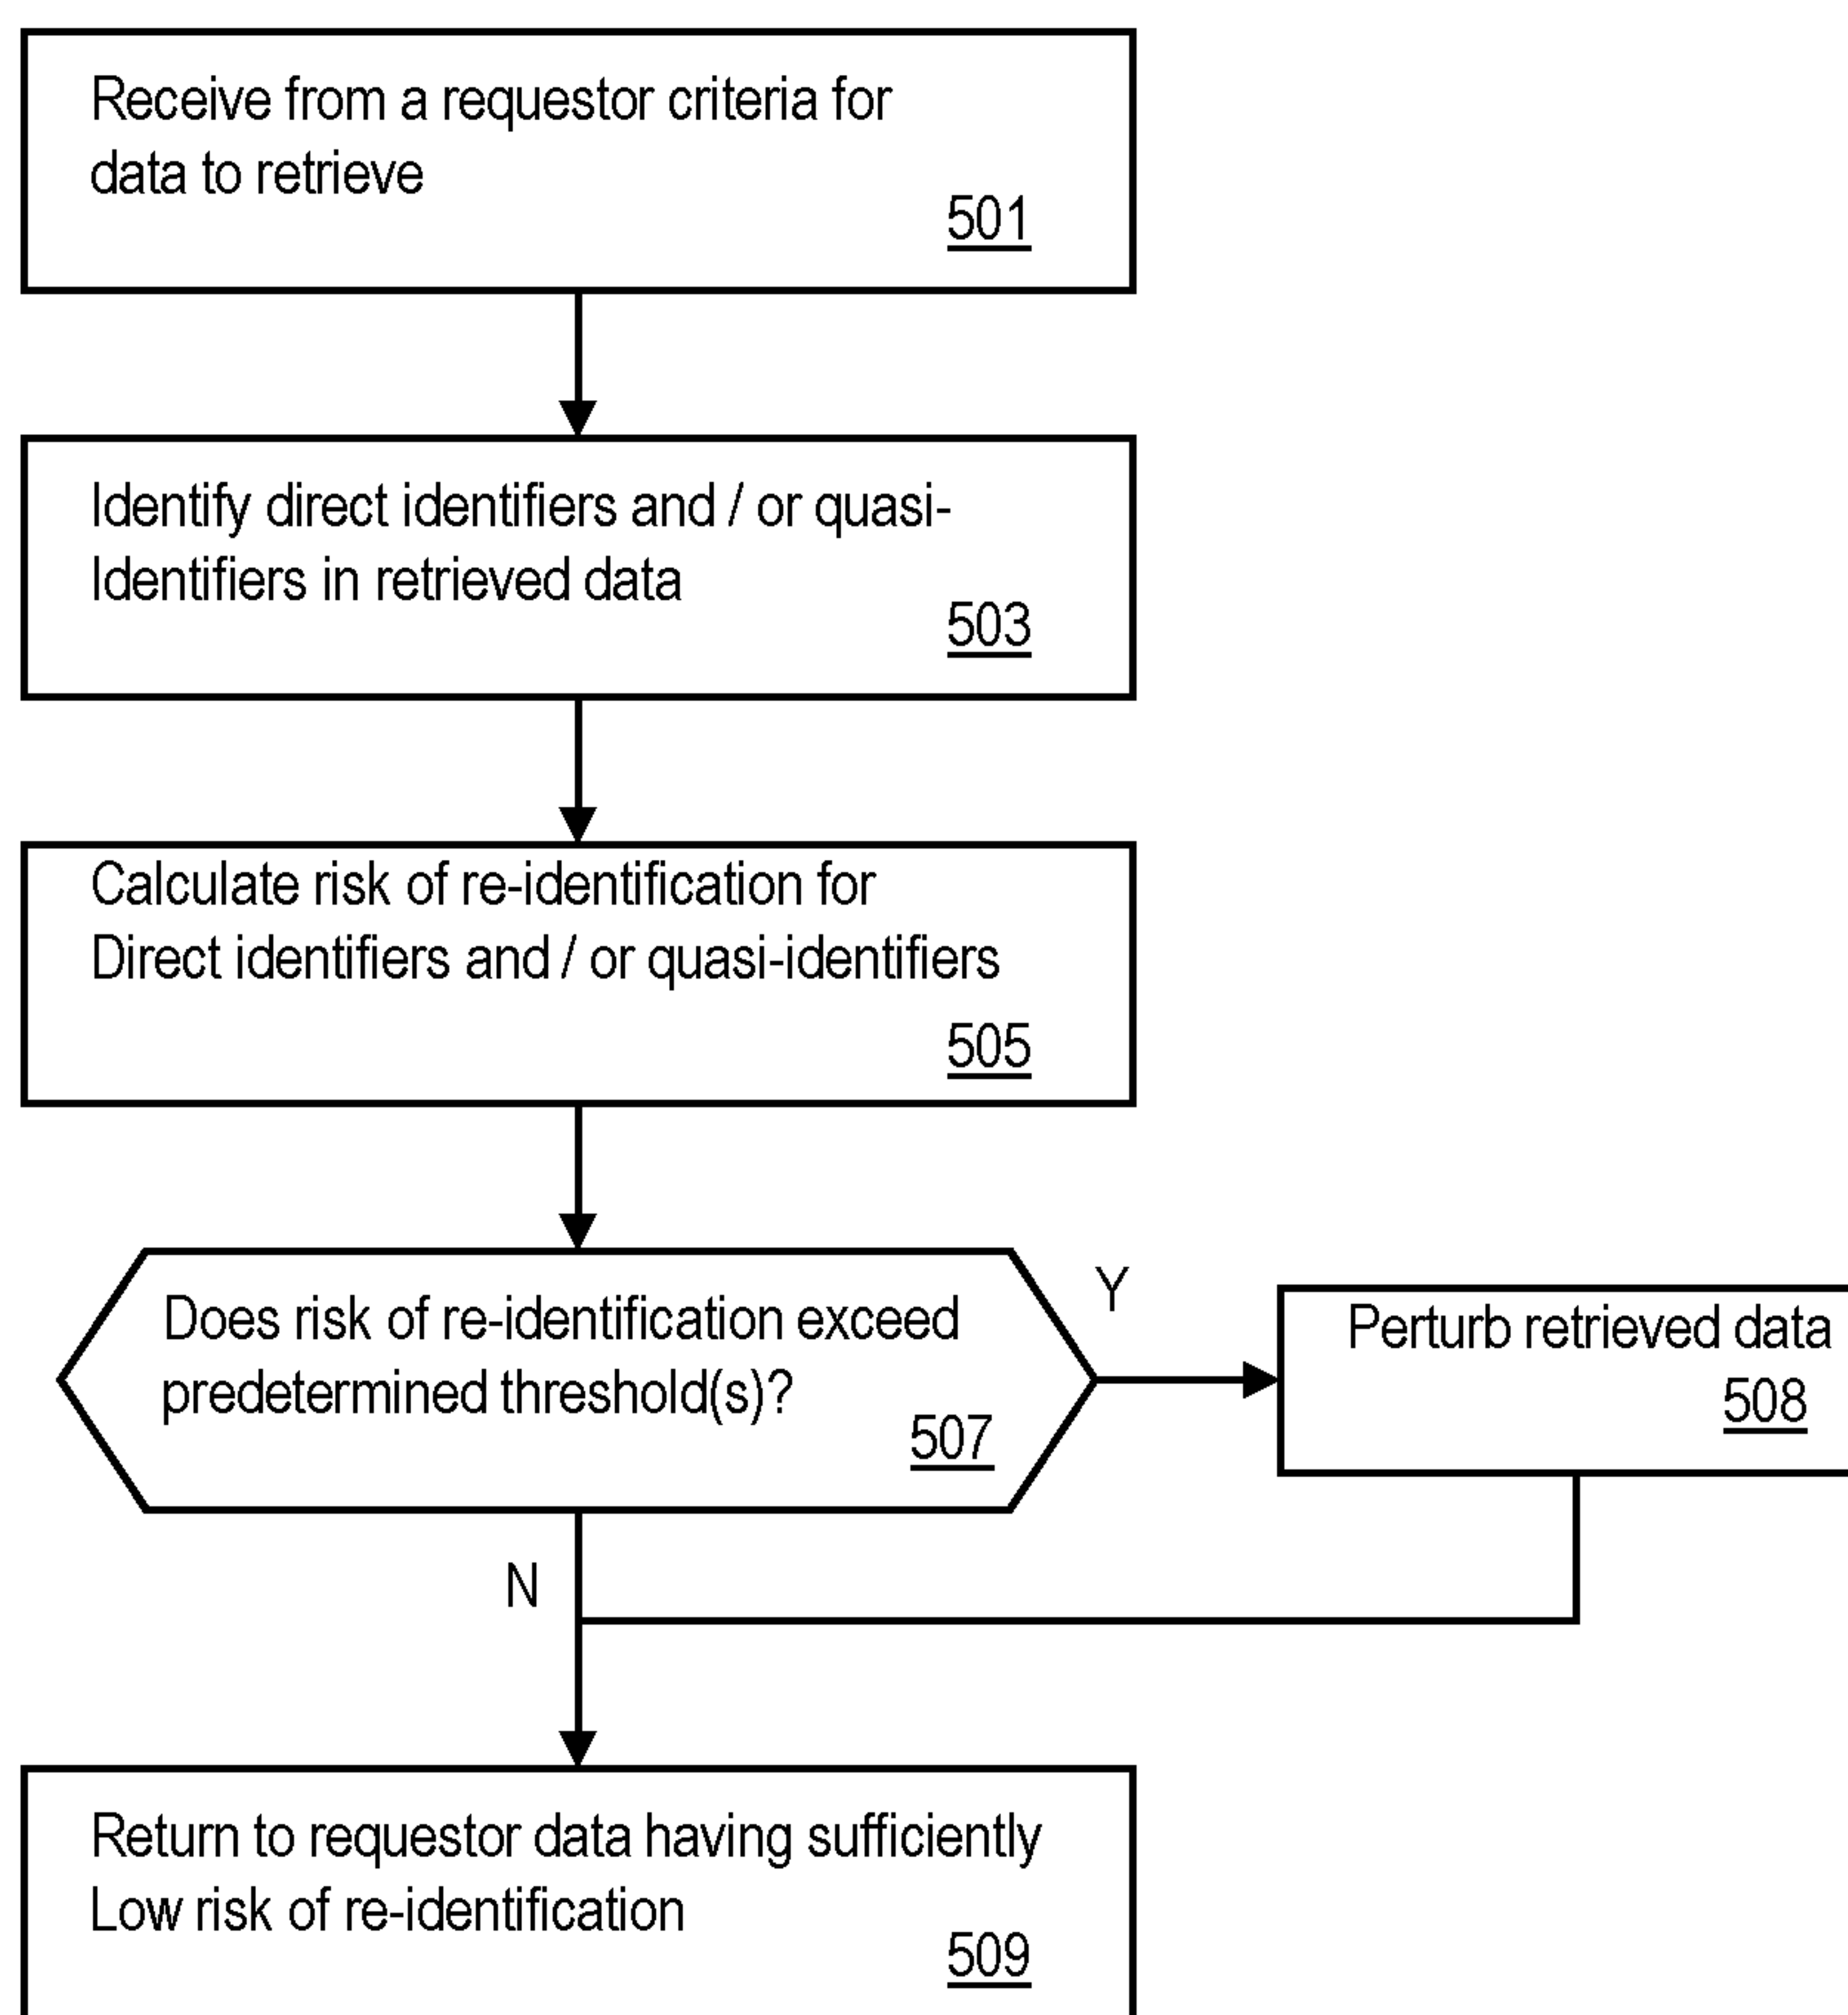 Receive from a requestor criteria for
data to retrieve
501
Identify direct identifiers and / or quasi-
Identifiers in retrieved data
503
Calculate risk of re-identification for
Direct identifiers and / or quasi-identifiers
505
Does risk of re-identification exceed
predetermined threshold(s)?
507
Y
Perturb retrieved data
508
N
Return to requestor data having sufficiently
Low risk of re-identification
509